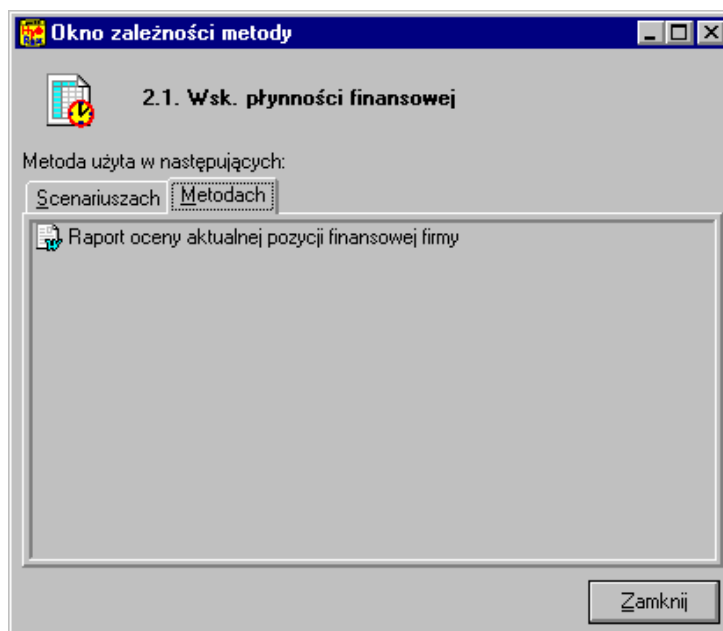 Okno zależności metody
2.1. Wsk. płynności finansowej
Metoda użyta w następujących:
Scenariuszach Metodach
Raport oceny aktualnej pozycji finansowej firmy
Zamknij